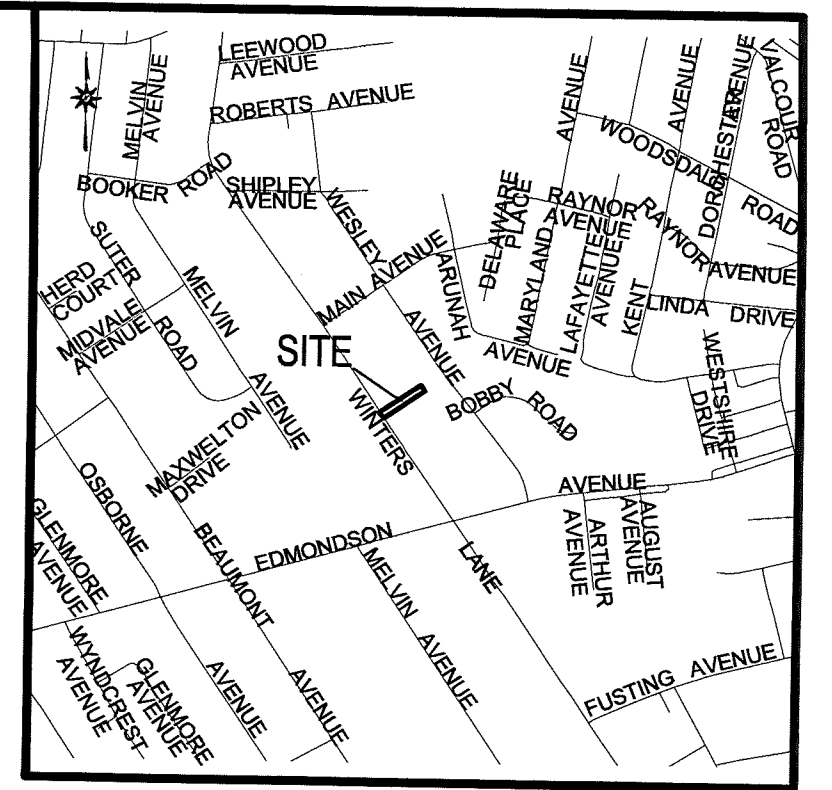 LEEWOOD
AVENUE
MELVIN
AVENUE
ROBERTS AVENUE
BOOKER ROAD
SHIPLEY
AVENUE
WESLEY
AVENUE
MAIN AVENUE
ARUNAH
AVENUE
DELAWARE
PLACE
MARYLAND
AVENUE
RAYNOR
AVENUE
LAFAYETTE
AVENUE
KENT
AVENUE
WOODSDALE ROAD
DORCHESTER
AVENUE
VALCOUR
ROAD
RAYNOR AVENUE
LINDA DRIVE
WESTSHIRE
DRIVE
SUTER
ROAD
HERD
COURT
MIDVALE
AVENUE
MELVIN
AVENUE
SITE
WINTERS
LANE
BOBBY ROAD
MAXWELTON
DRIVE
OSBORNE
AVENUE
GLENMORE
AVENUE
BEAUMONT
AVENUE
EDMONDSON
AVENUE
MELVIN
AVENUE
ARTHUR
AVENUE
AUGUST
AVENUE
WYNDCREST
AVENUE
GLENMORE
AVENUE
FUSTING AVENUE